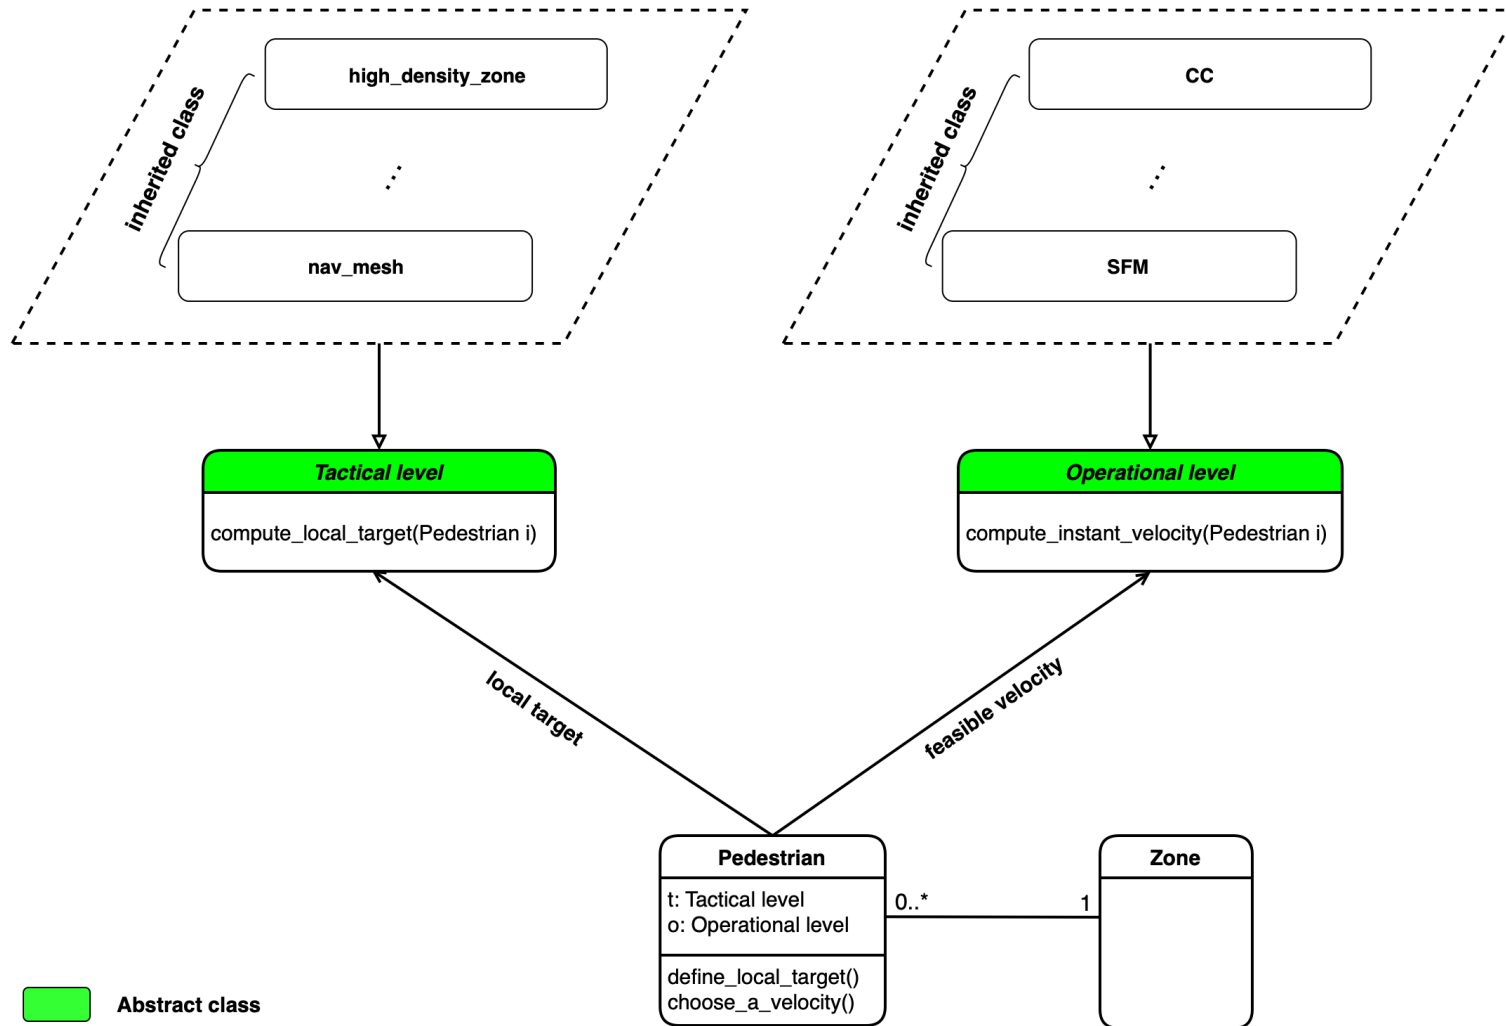 high_density_zone
CC
inherited class
inherited class
nav_mesh
SFM
Tactical level
compute_local_target(Pedestrian i)
Operational level
compute_instant_velocity(Pedestrian i)
local target
feasible velocity
Pedestrian
t: Tactical level
o: Operational level
define_local_target()
choose_a_velocity()
0..*
1
Zone
Abstract class